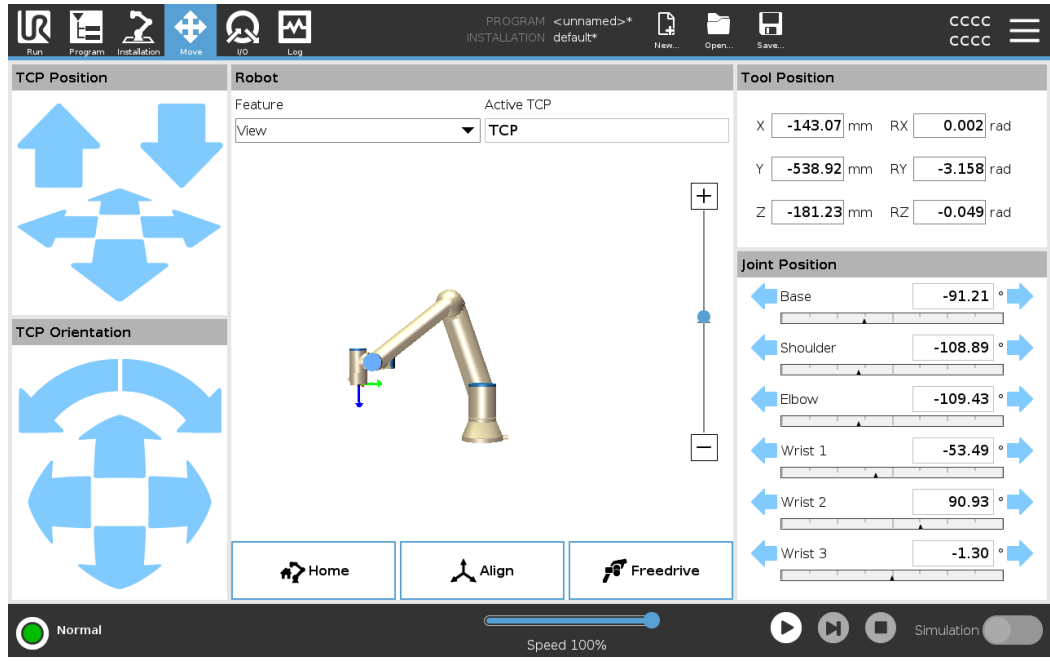 PROGRAM <unnamed>*
INSTALLATION default*
CCCC
CCCC
UR
Run Program Installation Move I/O Log New... Open... Save...
TCP Position
Robot
Feature Active TCP
View TCP
TCP Orientation
Home Align Freedrive
Tool Position
X -143.07 mm RX 0.002 rad
Y -538.92 mm RY -3.158 rad
Z -181.23 mm RZ -0.049 rad
Joint Position
Base -91.21 °
Shoulder -108.89 °
Elbow -109.43 °
Wrist 1 -53.49 °
Wrist 2 90.93 °
Wrist 3 -1.30 °
Normal
Speed 100%
Simulation